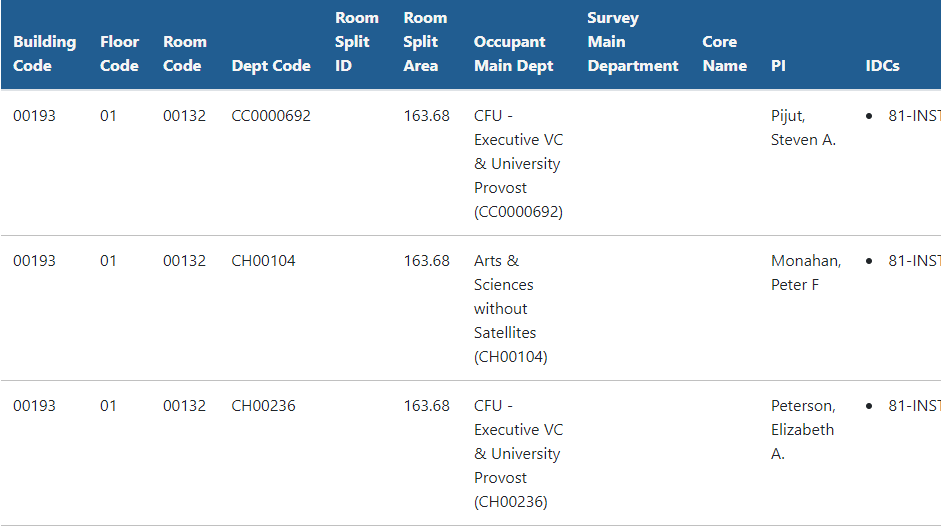 Building Code Floor Code Room Code Dept Code Room Split ID Room Split Area Occupant Main Dept Survey Main Department Core Name PI IDCs
00193 01 00132 CC0000692 163.68 CFU - Executive VC & University Provost (CC0000692) Pijut, Steven A. • 81-INST
00193 01 00132 CH00104 163.68 Arts & Sciences without Satellites (CH00104) Monahan, Peter F • 81-INST
00193 01 00132 CH00236 163.68 CFU - Executive VC & University Provost (CH00236) Peterson, Elizabeth A. • 81-INST